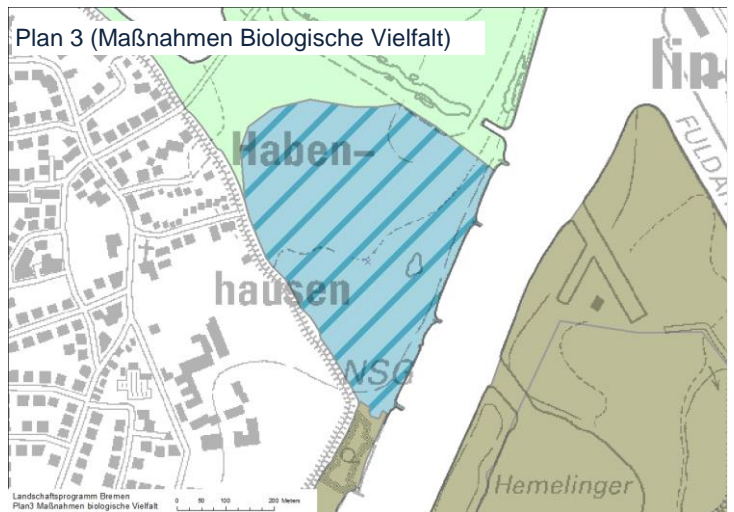 Plan 3 (Maßnahmen Biologische Vielfalt)
lin
FULDA
Haben-
hausen
NSG
Hemelinger
Landschaftsprogramm Bremen
Plan3 Maßnahmen biologische Vielfalt
0 50 100 200 Meters